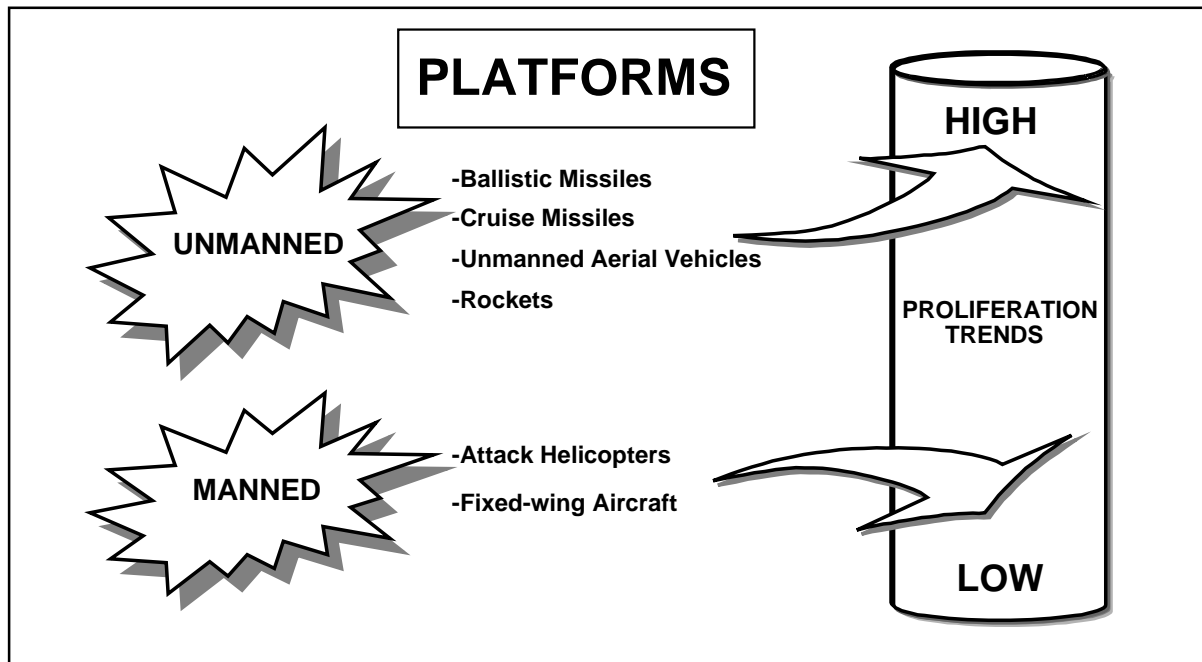 PLATFORMS
UNMANNED
-Ballistic Missiles
-Cruise Missiles
-Unmanned Aerial Vehicles
-Rockets
MANNED
-Attack Helicopters
-Fixed-wing Aircraft
HIGH
PROLIFERATION
TRENDS
LOW